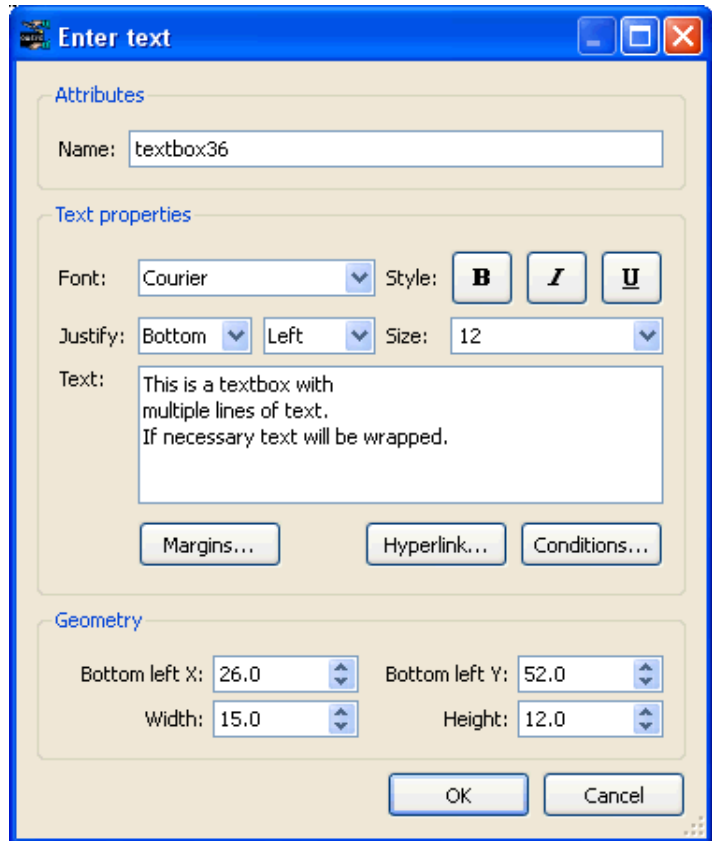 Enter text
Attributes
Name: textbox36
Text properties
Font: Courier Style: B I U
Justify: Bottom Left Size: 12
Text: This is a textbox with
multiple lines of text.
If necessary text will be wrapped.
Margins... Hyperlink... Conditions...
Geometry
Bottom left X: 26.0 Bottom left Y: 52.0
Width: 15.0 Height: 12.0
OK Cancel